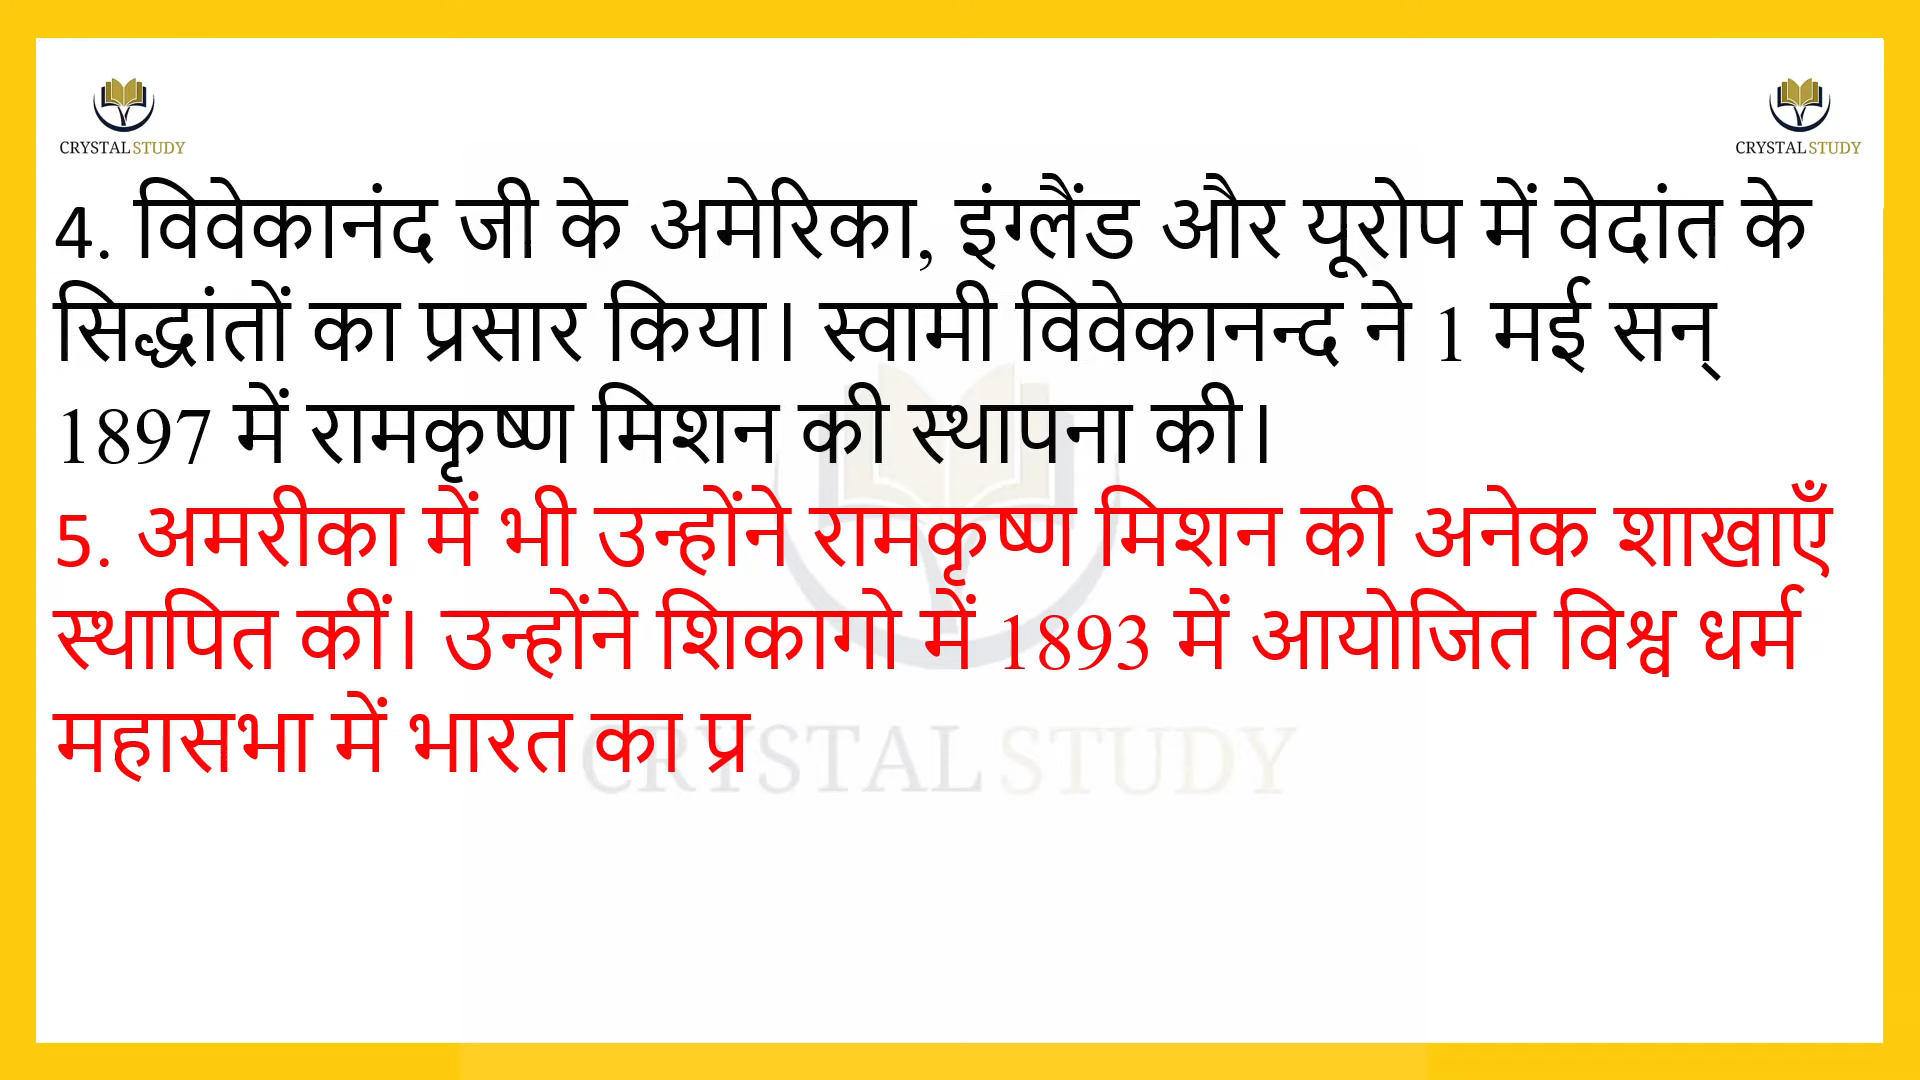 CRYSTAL STUDY
CRYSTAL STUDY
4. विवेकानंद जी के अमेरिका, इंग्लैंड और यूरोप में वेदांत के
सिद्धांतों का प्रसार किया। स्वामी विवेकानन्द ने 1 मई सन्
1897 में रामकृष्ण मिशन की स्थापना की।
5. अमरीका में भी उन्होंने रामकृष्ण मिशन की अनेक शाखाएँ
स्थापित कीं। उन्होंने शिकागो में 1893 में आयोजित विश्व धर्म
महासभा में भारत का प्र
CRYSTAL STUDY